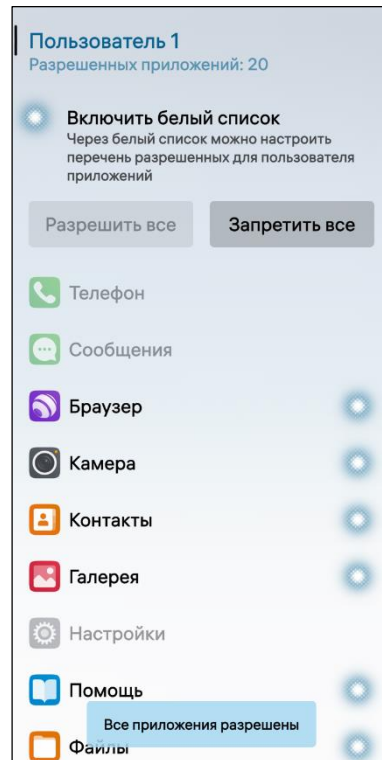 Пользователь 1
Разрешенных приложений: 20
Включить белый список
Через белый список можно настроить
перечень разрешенных для пользователя
приложений
Разрешить все
Запретить все
Телефон
Сообщения
Браузер
Камера
Контакты
Галерея
Настройки
Помощь
Все приложения разрешены
Файлы